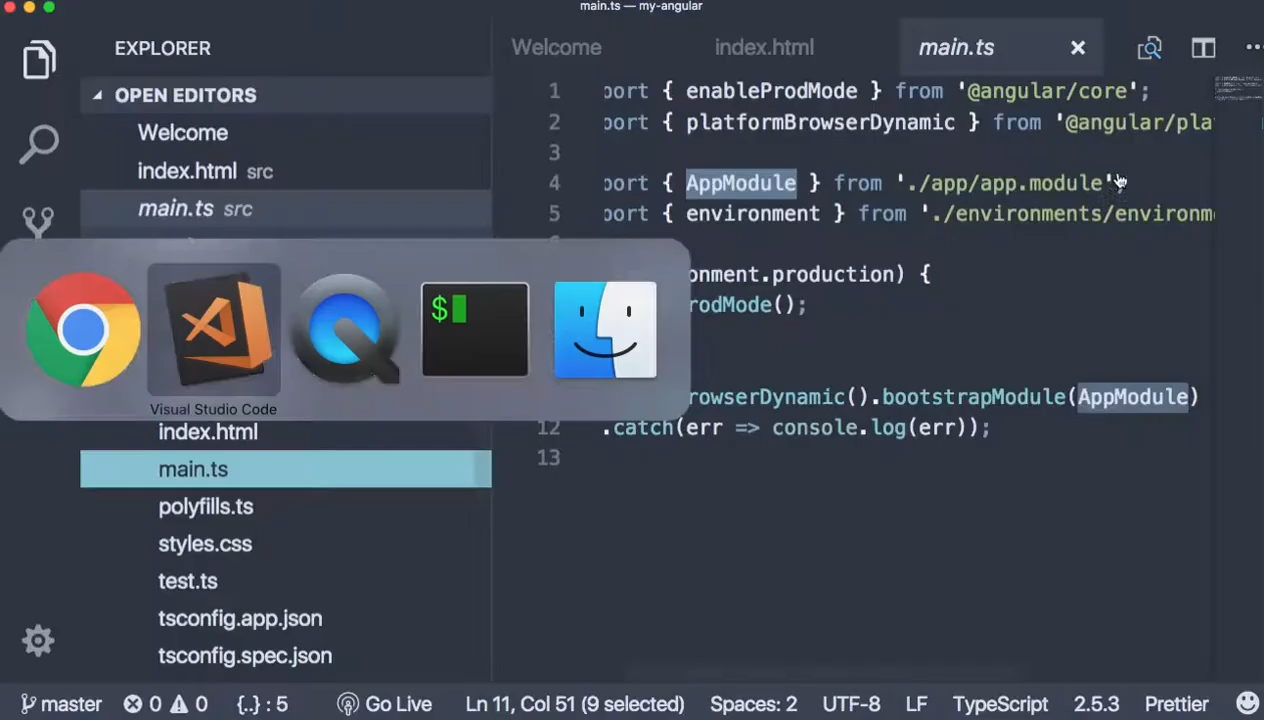 main.ts — my-angular
EXPLORER
OPEN EDITORS
Welcome
index.html src
main.ts src
Visual Studio Code
index.html
main.ts
polyfills.ts
styles.css
test.ts
tsconfig.app.json
tsconfig.spec.json
Welcome index.html main.ts
1 port { enableProdMode } from '@angular/core';
2 port { platformBrowserDynamic } from '@angular/pla
3
4 port { AppModule } from './app/app.module'
5 port { environment } from './environments/environm
onment.production) {
rodMode();
rowserDynamic().bootstrapModule(AppModule)
12 .catch(err => console.log(err));
13
$
master 0 0 {..} : 5 Go Live Ln 11, Col 51 (9 selected) Spaces: 2 UTF-8 LF TypeScript 2.5.3 Prettier